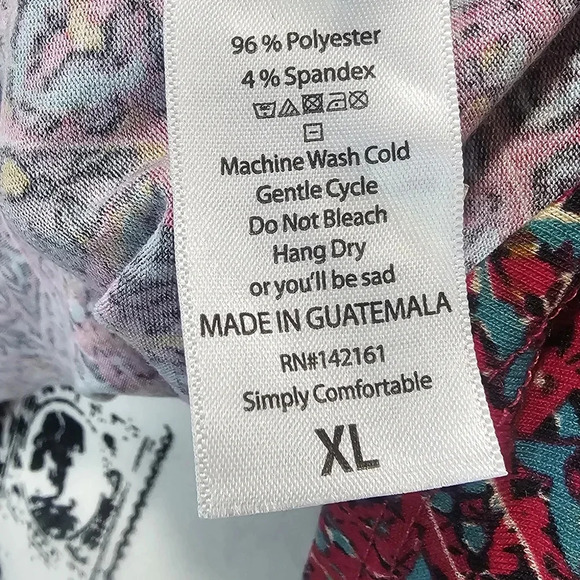 96 % Polyester
4 % Spandex
Machine Wash Cold
Gentle Cycle
Do Not Bleach
Hang Dry
or you'll be sad
MADE IN GUATEMALA
RN#142161
Simply Comfortable
XL